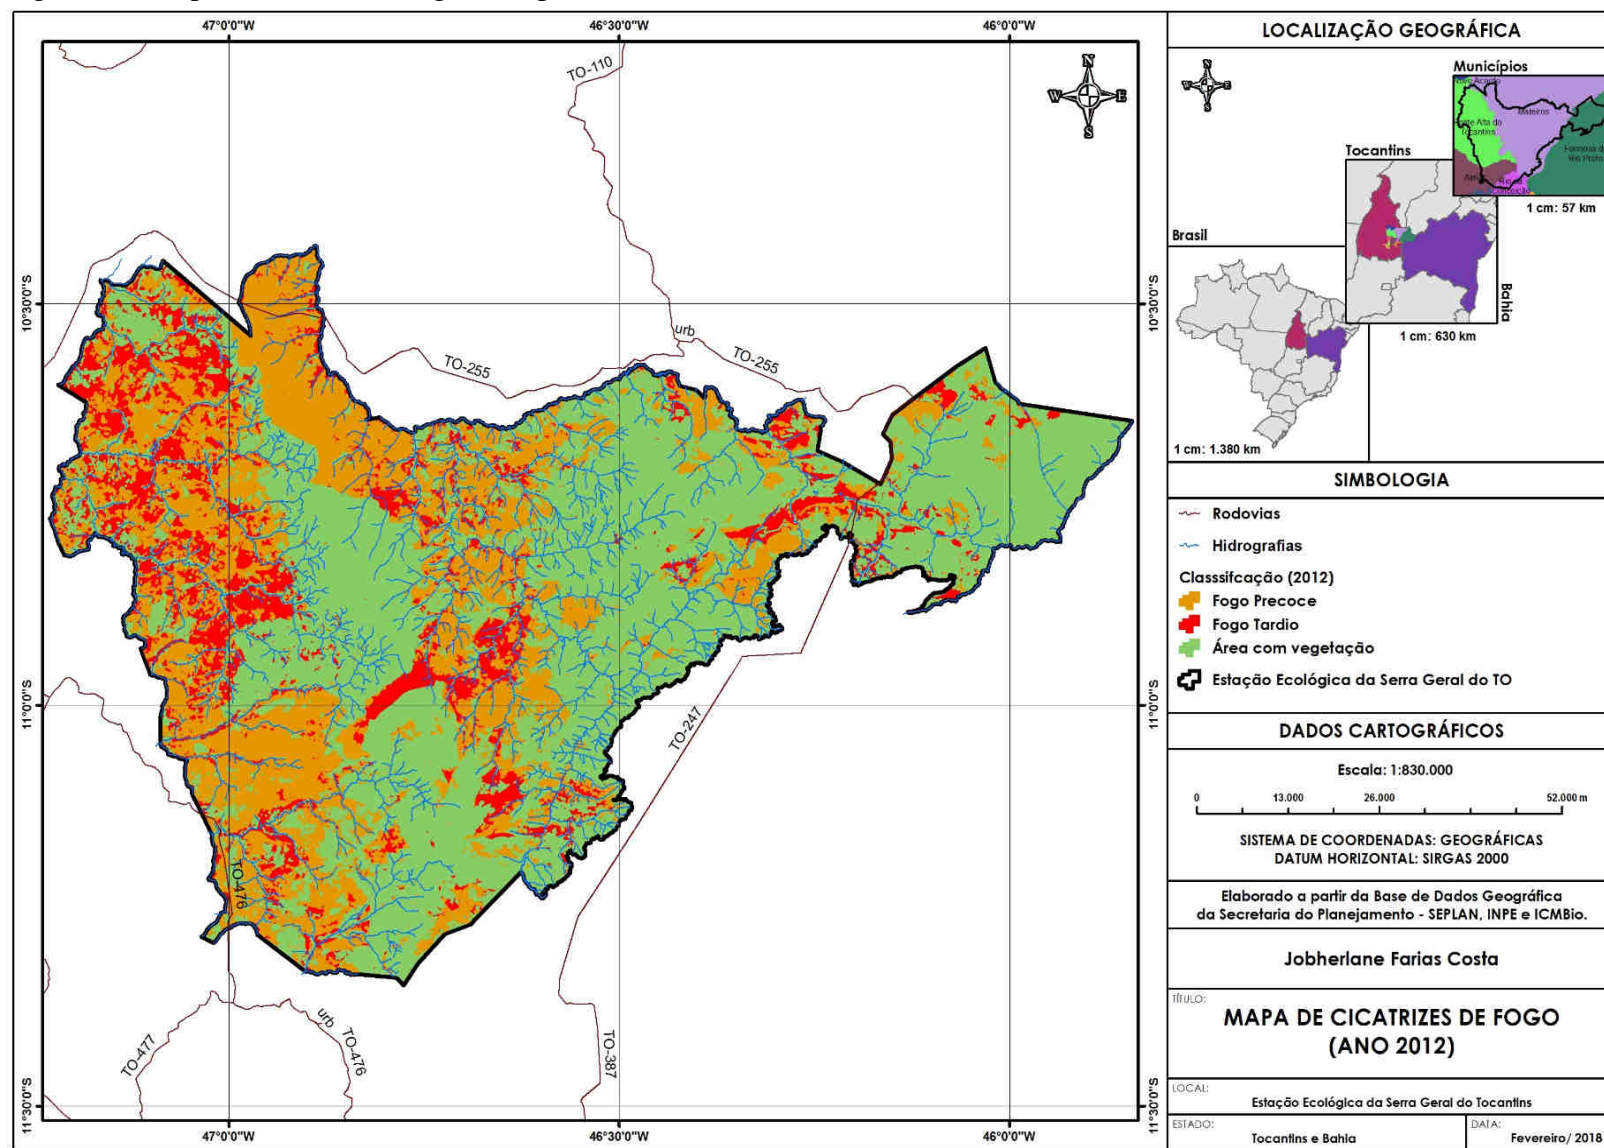 47°0'0"W
46°30'0"W
46°0'0"W
10°30'0"S
11°0'0"S
11°30'0"S
10°30'0"S
11°0'0"S
11°30'0"S
47°0'0"W
46°30'0"W
46°0'0"W
N
W
E
S
TO-110
urb
TO-255
TO-255
TO-247
TO-476
urb
TO-476
TO-477
TO-387
LOCALIZAÇÃO GEOGRÁFICA
N
W
E
S
Municípios
Mateiros
Tocantins
1 cm: 57 km
Tocantins
Bahia
1 cm: 630 km
Brasil
1 cm: 1.380 km
SIMBOLOGIA
Rodovias
Hidrografias
Classsifcação (2012)
Fogo Precoce
Fogo Tardio
Área com vegetação
Estação Ecológica da Serra Geral do TO
DADOS CARTOGRÁFICOS
Escala: 1:830.000
0 13.000 26.000 52.000 m
SISTEMA DE COORDENADAS: GEOGRÁFICAS
DATUM HORIZONTAL: SIRGAS 2000
Elaborado a partir da Base de Dados Geográfica
da Secretaria do Planejamento - SEPLAN, INPE e ICMBio.
Jobherlane Farias Costa
TÍTULO:
MAPA DE CICATRIZES DE FOGO
(ANO 2012)
LOCAL:
Estação Ecológica da Serra Geral do Tocantins
ESTADO:
Tocantins e Bahia
DATA:
Fevereiro/ 2018